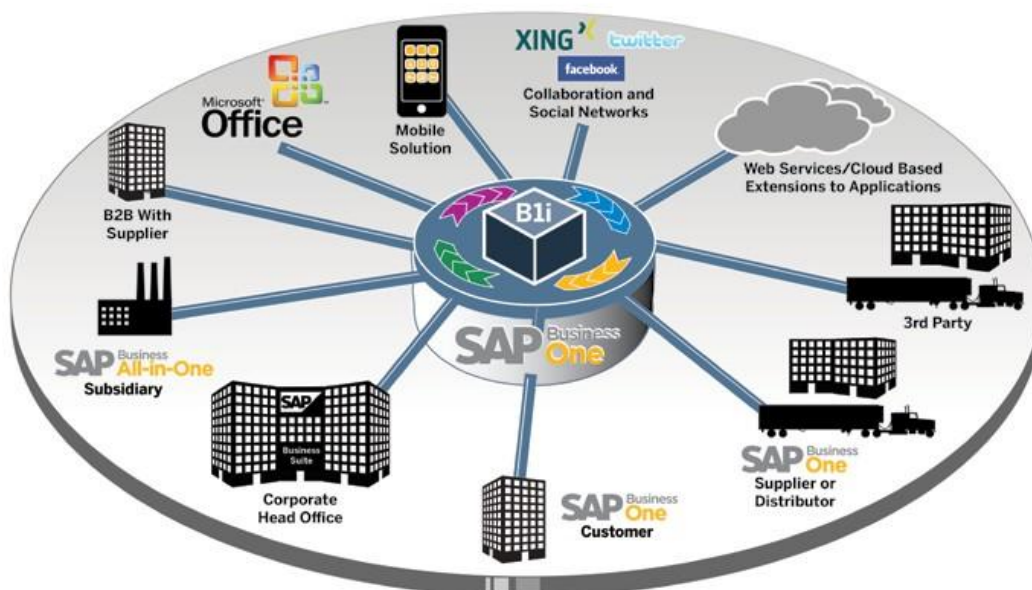 XING twitter
facebook
Collaboration and
Social Networks
Microsoft®
Office™
Mobile
Solution
Web Services/Cloud Based
Extensions to Applications
B2B With
Supplier
B1i
3rd Party
SAP Business
All-in-One
Subsidiary
SAP Business
One
SAP
Business
Suite
Corporate
Head Office
SAP Business
One
Customer
SAP Business
One
Supplier or
Distributor